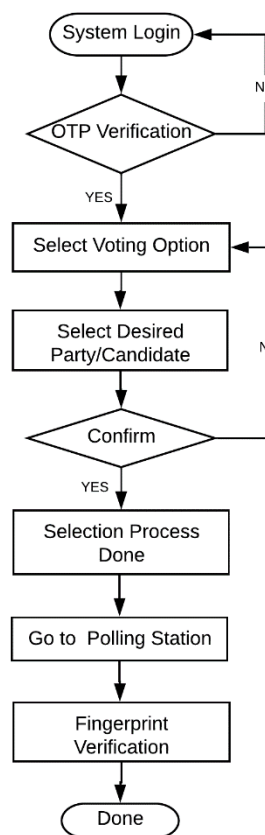 System Login
N
OTP Verification
YES
Select Voting Option
Select Desired
Party/Candidate
N
Confirm
YES
Selection Process
Done
Go to Polling Station
Fingerprint
Verification
Done